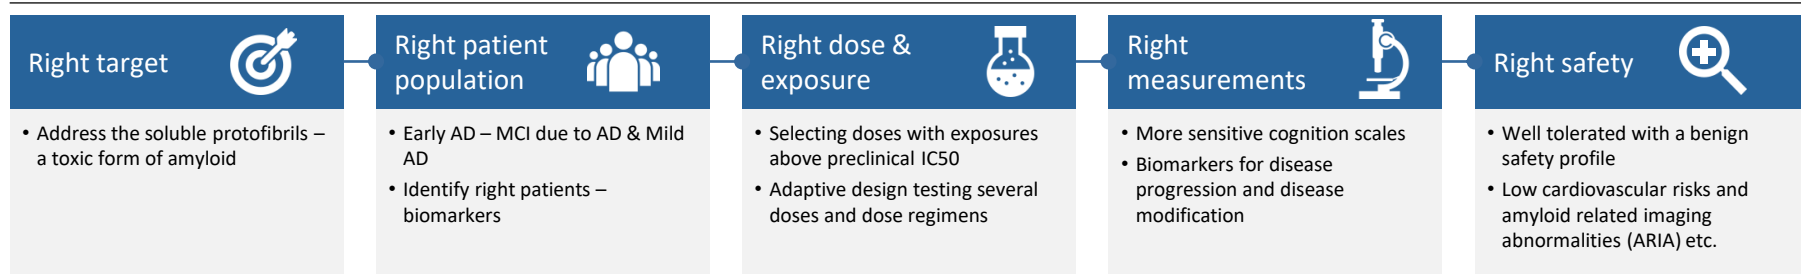 Right target
• Address the soluble protofibrils –
a toxic form of amyloid
Right patient
population
• Early AD – MCI due to AD & Mild
AD
• Identify right patients –
biomarkers
Right dose &
exposure
• Selecting doses with exposures
above preclinical IC50
• Adaptive design testing several
doses and dose regimens
Right
measurements
• More sensitive cognition scales
• Biomarkers for disease
progression and disease
modification
Right safety
• Well tolerated with a benign
safety profile
• Low cardiovascular risks and
amyloid related imaging
abnormalities (ARIA) etc.